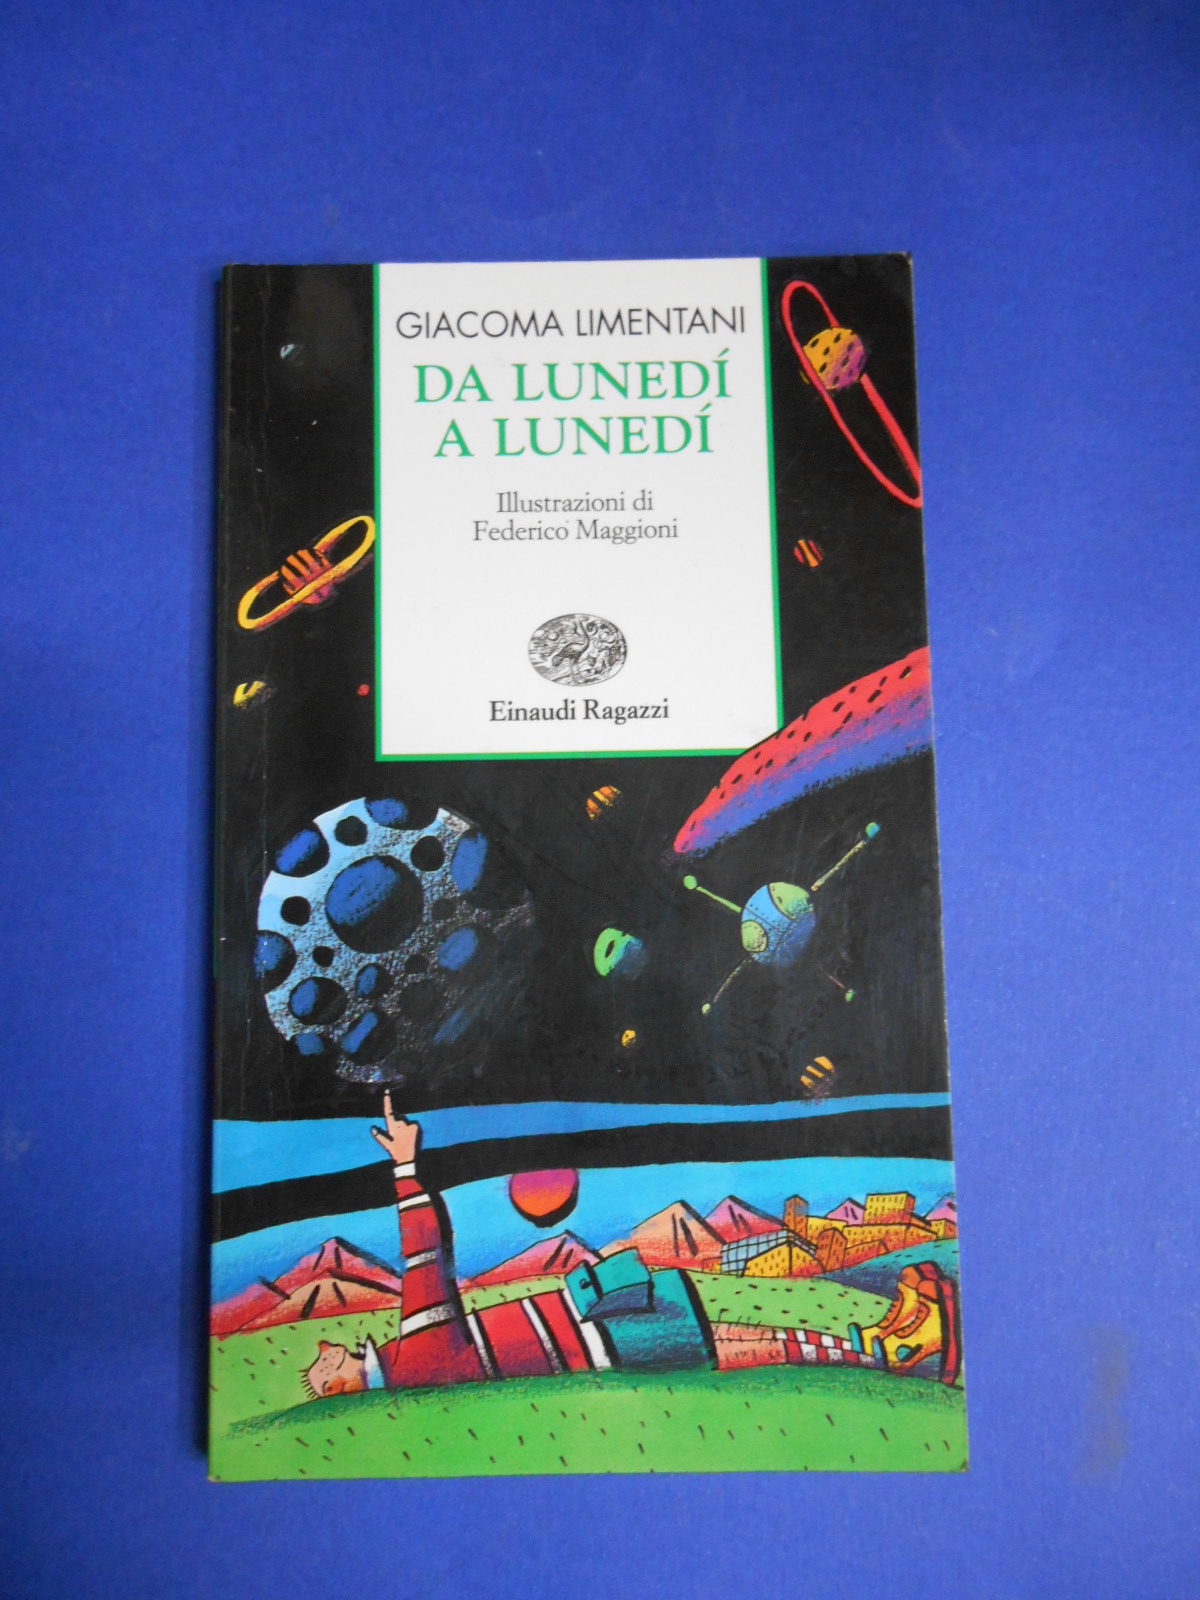 GIACOMA LIMENTANI
DA LUNEDÍ
A LUNEDÍ
Illustrazioni di
Federico Maggioni
Einaudi Ragazzi